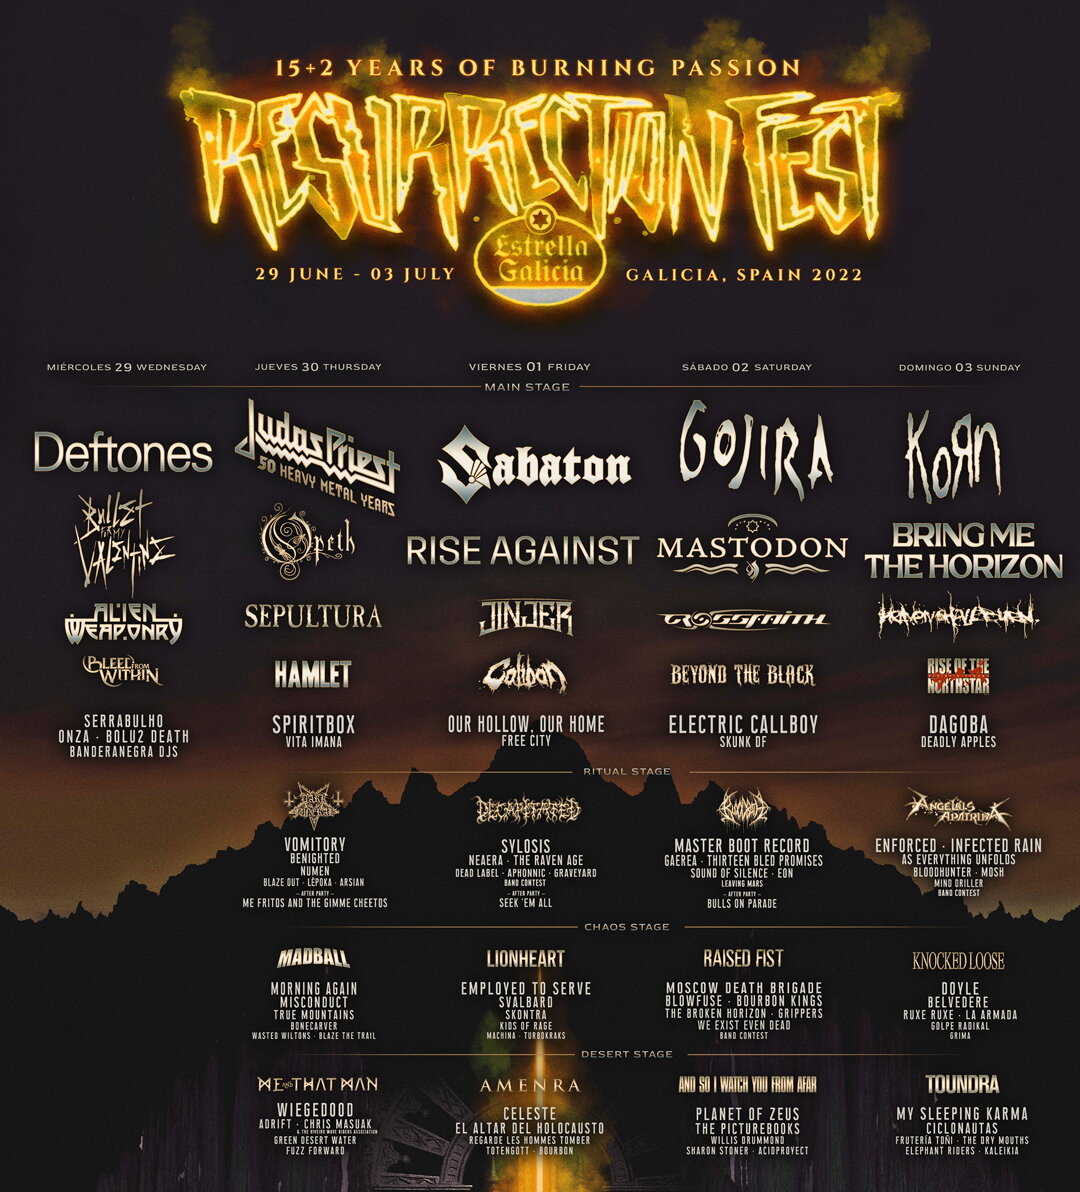 15+2 YEARS OF BURNING PASSION
RESURRECTION FEST
Estrella
Galicia
29 JUNE - 03 JULY
GALICIA, SPAIN 2022
MIÉRCOLES 29 WEDNESDAY
JUEVES 30 THURSDAY
VIERNES 01 FRIDAY
SÁBADO 02 SATURDAY
DOMINGO 03 SUNDAY
MAIN STAGE
Deftones
BULLET
FOR MY
VALENTINE
ALIEN
WEAPONRY
BLEED FROM
WITHIN
SERRABULHO
ONZA · BOLU2 DEATH
BANDERANEGRA DJS
Judas Priest
50 HEAVY METAL YEARS
Opeth
SEPULTURA
HAMLET
SPIRITBOX
VITA IMANA
Sabaton
RISE AGAINST
JINJER
Caliban
OUR HOLLOW, OUR HOME
FREE CITY
GOJIRA
MASTODON
CROSSFAITH
BEYOND THE BLACK
ELECTRIC CALLBOY
SKUNK DF
KoЯn
BRING ME
THE HORIZON
HEAVEN SHALL BURN
RISE OF THE
NORTHSTAR
DAGOBA
DEADLY APPLES
RITUAL STAGE
DARK
FUNERAL
VOMITORY
BENIGHTED
NUMEN
BLAZE OUT · LÈPOKA · ARSIAN
– AFTER PARTY –
ME FRITOS AND THE GIMME CHEETOS
DECAPITATED
SYLOSIS
NEAERA · THE RAVEN AGE
DEAD LABEL · APHONNIC · GRAVEYARD
BAND CONTEST
– AFTER PARTY –
SEEK 'EM ALL
BLOODBATH
MASTER BOOT RECORD
GAEREA · THIRTEEN BLED PROMISES
SOUND OF SILENCE · EON
LEAVING MARS
– AFTER PARTY –
BULLS ON PARADE
ANGELUS
APATRIDA
ENFORCED · INFECTED RAIN
AS EVERYTHING UNFOLDS
BLOODHUNTER · MOSH
MIND DRILLER
BAND CONTEST
CHAOS STAGE
MADBALL
MORNING AGAIN
MISCONDUCT
TRUE MOUNTAINS
BONECARVER
WASTED WILTONS · BLAZE THE TRAIL
LIONHEART
EMPLOYED TO SERVE
SVALBARD
SKONTRA
KIDS OF RAGE
MACHINA · TURBOKRAKS
RAISED FIST
MOSCOW DEATH BRIGADE
BLOWFUSE · BOURBON KINGS
THE BROKEN HORIZON · GRIPPERS
WE EXIST EVEN DEAD
BAND CONTEST
KNOCKED LOOSE
DOYLE
BELVEDERE
RUXE RUXE · LA ARMADA
GOLPE RADIKAL
GRIMA
DESERT STAGE
ME AND THAT MAN
WIEGEDOOD
ADRIFT · CHRIS MASUAK
& THE VIVEIRO WAVE RIDERS ASSOCIATION
GREEN DESERT WATER
FUZZ FORWARD
AMENRA
CELESTE
EL ALTAR DEL HOLOCAUSTO
REGARDE LES HOMMES TOMBER
TOTENGOTT · BOURBON
AND SO I WATCH YOU FROM AFAR
PLANET OF ZEUS
THE PICTUREBOOKS
WILLIS DRUMMOND
SHARON STONER · ACIDPROYECT
TOUNDRA
MY SLEEPING KARMA
CICLONAUTAS
FRUTERÍA TOÑI · THE DRY MOUTHS
ELEPHANT RIDERS · KALEIKIA